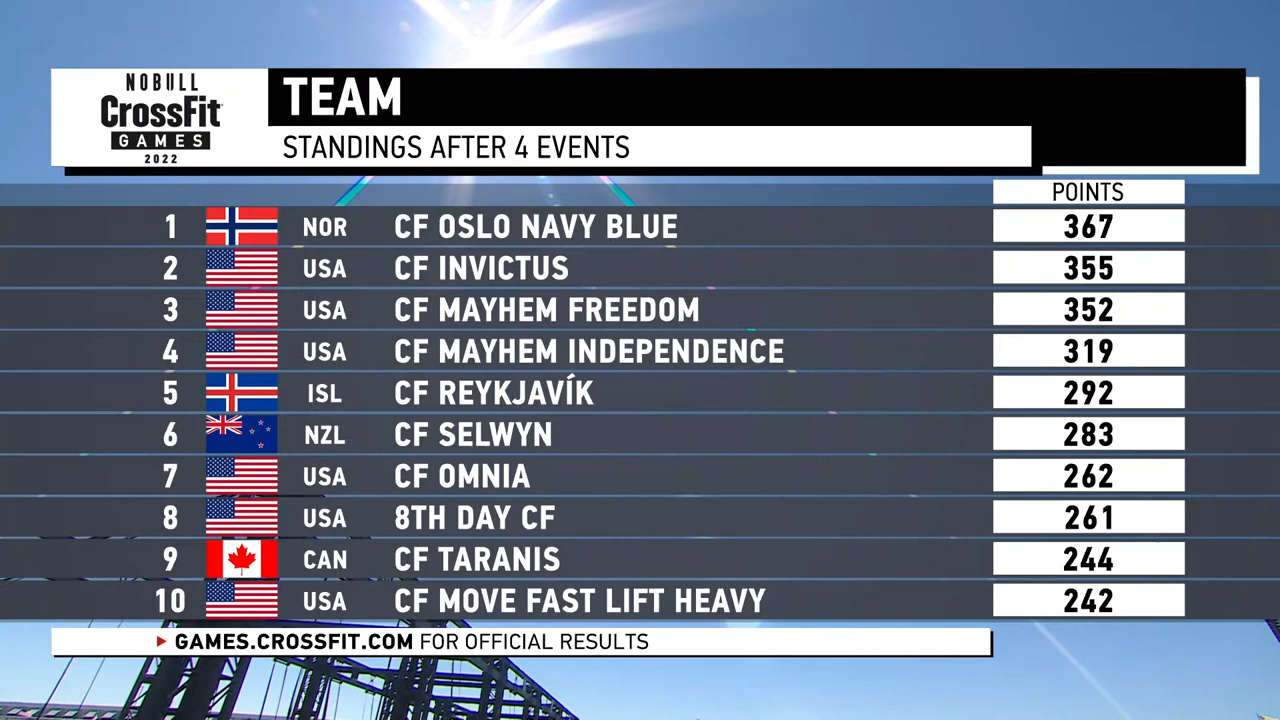 NOBULL
CrossFit
GAMES
2022
TEAM
STANDINGS AFTER 4 EVENTS
POINTS
1 NOR CF OSLO NAVY BLUE 367
2 USA CF INVICTUS 355
3 USA CF MAYHEM FREEDOM 352
4 USA CF MAYHEM INDEPENDENCE 319
5 ISL CF REYKJAVÍK 292
6 NZL CF SELWYN 283
7 USA CF OMNIA 262
8 USA 8TH DAY CF 261
9 CAN CF TARANIS 244
10 USA CF MOVE FAST LIFT HEAVY 242
GAMES.CROSSFIT.COM FOR OFFICIAL RESULTS